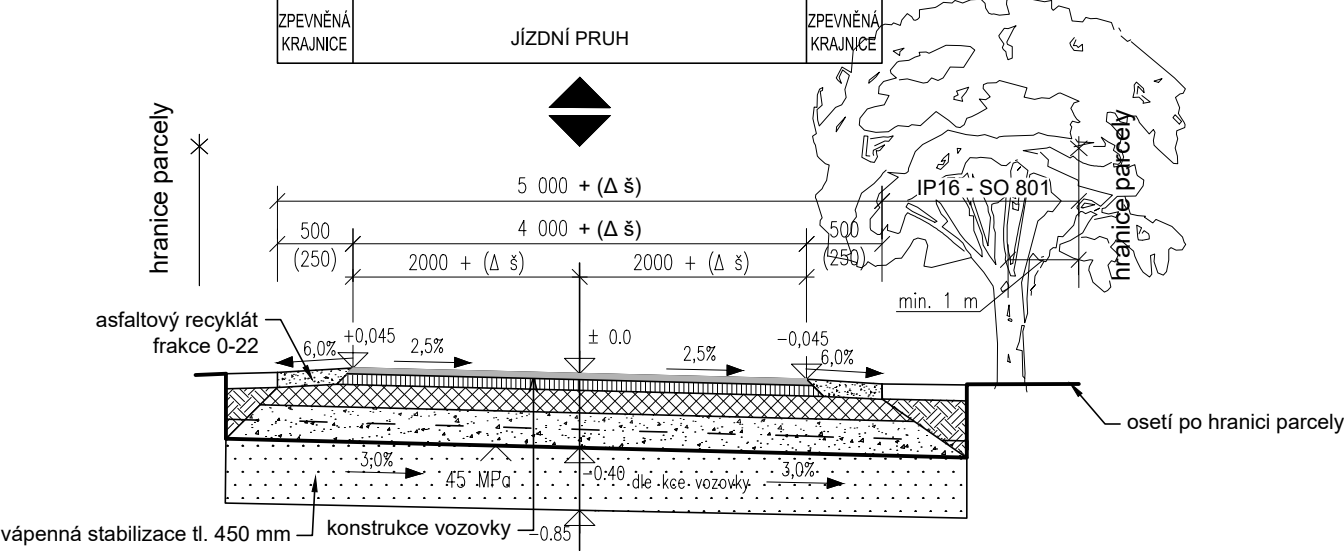 ZPEVNĚNÁ
KRAJNICE
JÍZDNÍ PRUH
ZPEVNĚNÁ
KRAJNICE
hranice parcely
hranice parcely
5 000 + (Δ š)
IP16 - SO 801
500
(250)
4 000 + (Δ š)
500
(250)
2000 + (Δ š)
2000 + (Δ š)
min. 1 m
asfaltový recyklát
frakce 0-22
+0,045
± 0.0
-0,045
6,0%
2,5%
2,5%
6,0%
osetí po hranici parcely
3,0%
45 MPa
-0.40
dle kce vozovky
3,0%
vápenná stabilizace tl. 450 mm
konstrukce vozovky
-0.85